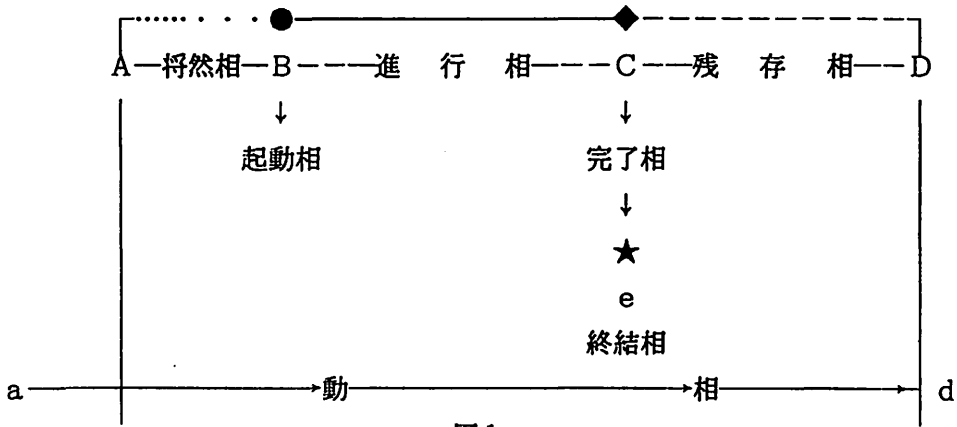 A—将然相—B----進 行 相----C----残 存 相----D
↓ ↓
起動相 完了相
↓
★
e
終結相
a → 動 → 相 → d